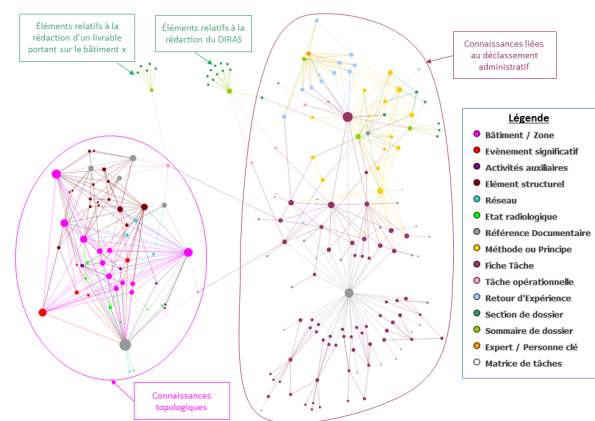 Éléments relatifs à la
rédaction d'un livrable
portant sur le bâtiment x
Éléments relatifs à la
rédaction du DIRAS
Connaissances liées
au déclassement
administratif
Légende
Bâtiment / Zone
Evènement significatif
Activités auxiliaires
Elément structurel
Réseau
Etat radiologique
Référence Documentaire
Méthode ou Principe
Fiche Tâche
Tâche opérationnelle
Retour d'Expérience
Section de dossier
Sommaire de dossier
Expert / Personne clé
Matrice de tâches
Connaissances
topologiques